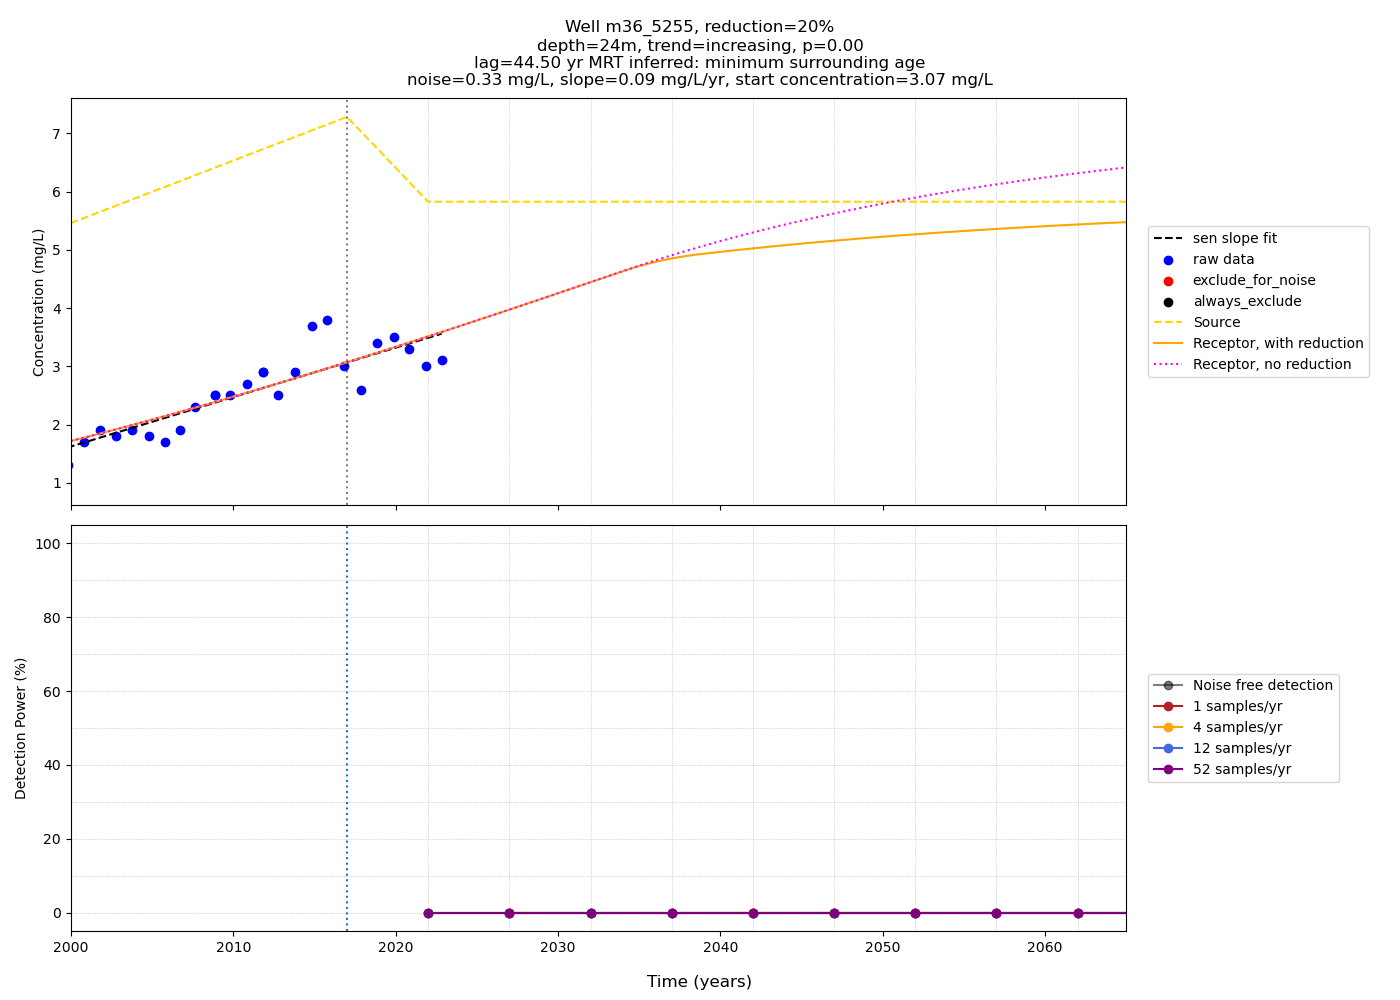 Well m36_5255, reduction=20%
depth=24m, trend=increasing, p=0.00
lag=44.50 yr MRT inferred: minimum surrounding age
noise=0.33 mg/L, slope=0.09 mg/L/yr, start concentration=3.07 mg/L
Concentration (mg/L)
7
6
5
4
3
2
1
sen slope fit
raw data
exclude_for_noise
always_exclude
Source
Receptor, with reduction
Receptor, no reduction
Detection Power (%)
100
80
60
40
20
0
Noise free detection
1 samples/yr
4 samples/yr
12 samples/yr
52 samples/yr
2000 2010 2020 2030 2040 2050 2060
Time (years)